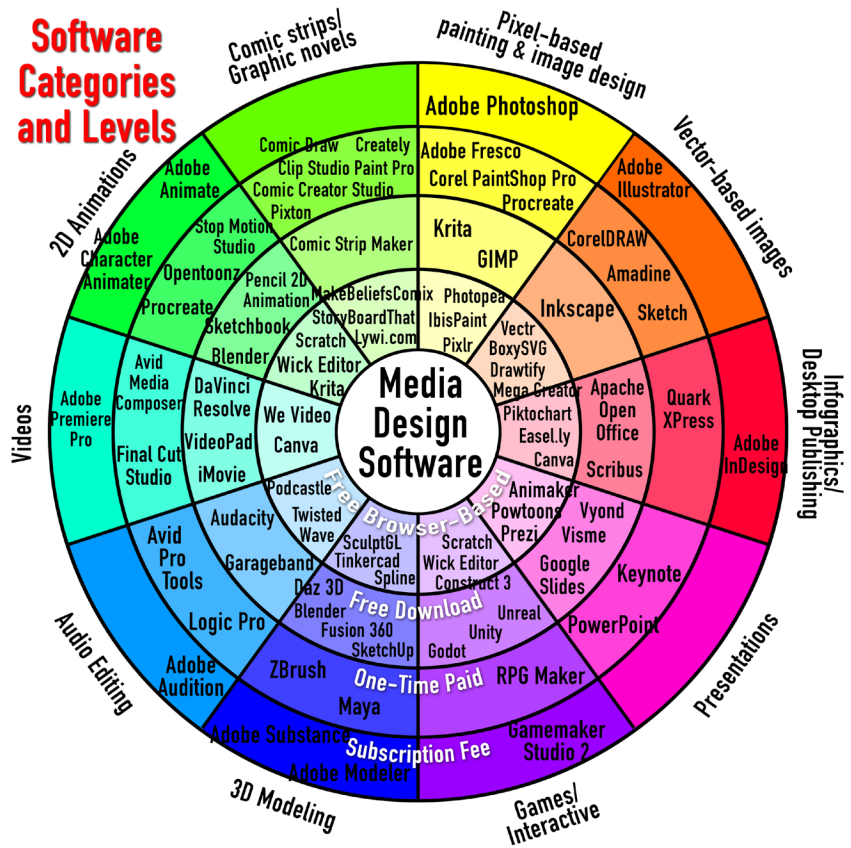 Software
Categories
and Levels
Comic strips/
Graphic novels
Pixel-based
painting & image design
Vector-based images
Infographics/
Desktop Publishing
Presentations
Games/
Interactive
3D Modeling
Audio Editing
Videos
2D Animations
Media
Design
Software
Free Browser-Based
Free Download
One-Time Paid
Subscription Fee
Comic Draw
Creately
Clip Studio Paint Pro
Comic Creator Studio
Pixton
Comic Strip Maker
MakeBeliefsComix
StoryBoardThat
Lywi.com
Adobe Photoshop
Adobe Fresco
Corel PaintShop Pro
Procreate
Krita
GIMP
Photopea
IbisPaint
Pixlr
Adobe
Illustrator
CorelDRAW
Amadine
Sketch
Inkscape
Vectr
BoxySVG
Drawtify
Mega Creator
Adobe
InDesign
Quark
XPress
Apache
Open
Office
Scribus
Piktochart
Easel.ly
Canva
Keynote
PowerPoint
Vyond
Visme
Google
Slides
Animaker
Powtoons
Prezi
Gamemaker
Studio 2
RPG Maker
Unreal
Unity
Godot
Scratch
Wick Editor
Construct 3
Adobe Substance
Adobe Modeler
ZBrush
Maya
Daz 3D
Blender
Fusion 360
SketchUp
SculptGL
Tinkercad
Spline
Adobe
Audition
Avid
Pro
Tools
Logic Pro
Audacity
Garageband
Podcastle
Twisted
Wave
Adobe
Premiere
Pro
Avid
Media
Composer
Final Cut
Studio
DaVinci
Resolve
VideoPad
iMovie
We Video
Canva
Adobe
Animate
Adobe
Character
Animater
Stop Motion
Studio
Opentoonz
Procreate
Pencil 2D
Animation
Sketchbook
Blender
Scratch
Wick Editor
Krita